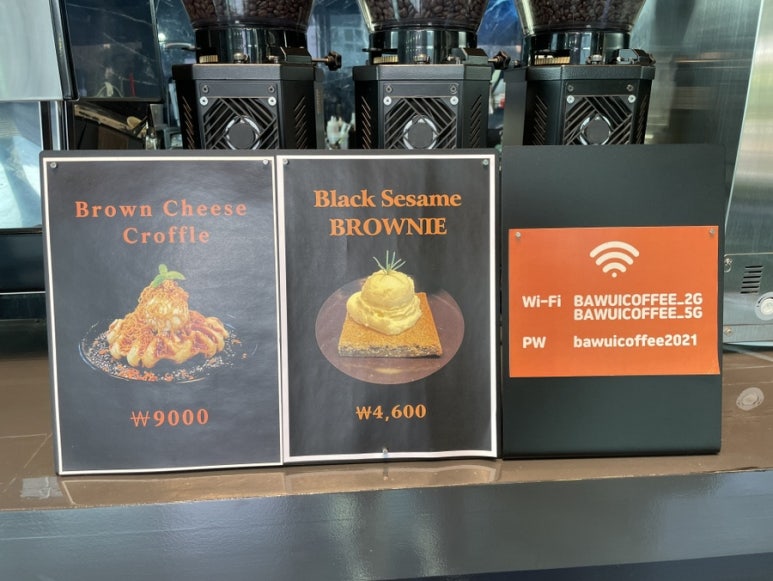 Brown Cheese
Croffle
₩9000
Black Sesame
BROWNIE
₩4,600
Wi-Fi BAWUICOFFEE_2G
BAWUICOFFEE_5G
PW bawuicoffee2021